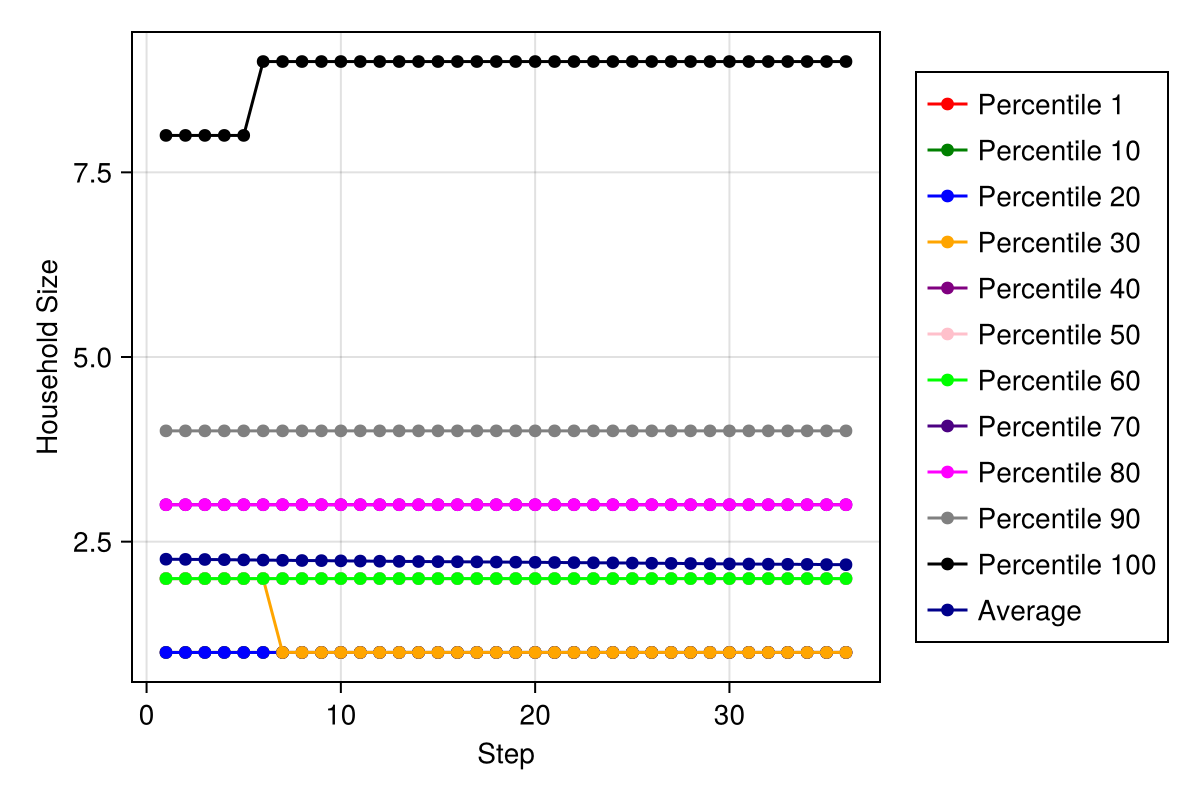 7.5
5.0
2.5
Household Size
0 10 20 30
Step
Percentile 1
Percentile 10
Percentile 20
Percentile 30
Percentile 40
Percentile 50
Percentile 60
Percentile 70
Percentile 80
Percentile 90
Percentile 100
Average